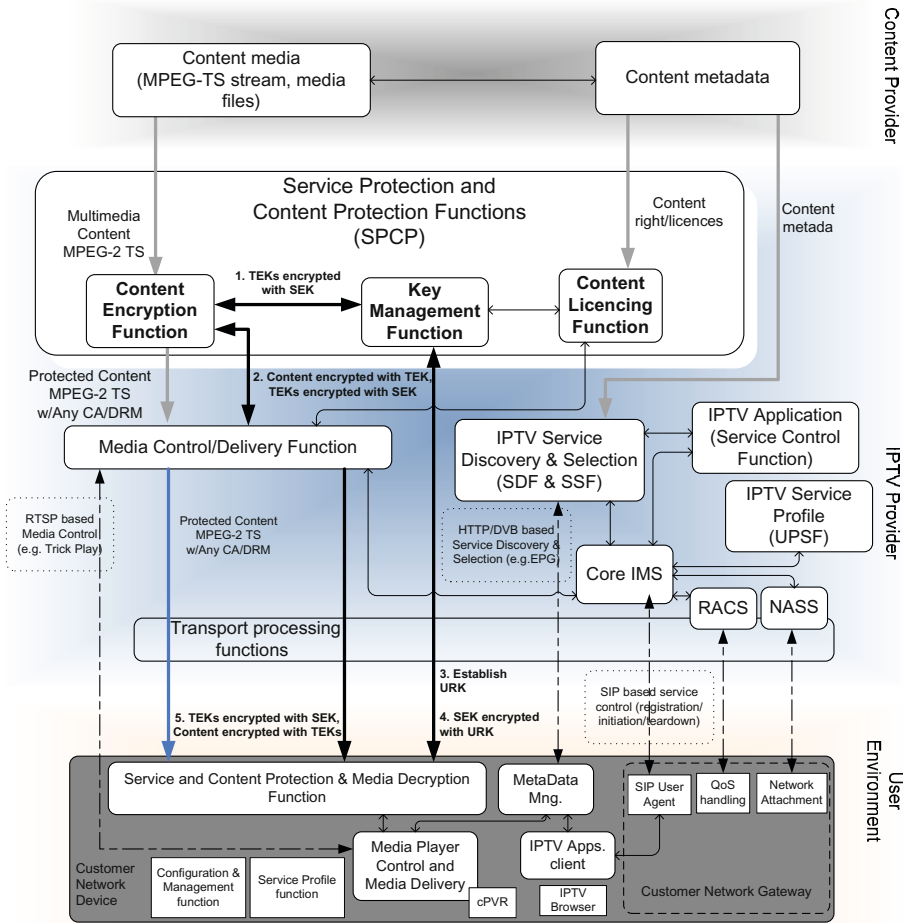 Content Provider
Content media
(MPEG-TS stream, media
files)
Content metadata
Service Protection and
Content Protection Functions
(SPCP)
Multimedia
Content
MPEG-2 TS
Content
right/licences
Content
metada
1. TEKs encrypted
with SEK
Content
Encryption
Function
Key
Management
Function
Content
Licencing
Function
Protected Content
MPEG-2 TS
w/Any CA/DRM
2. Content encrypted with TEK,
TEKs encrypted with SEK
Media Control/Delivery Function
IPTV Service
Discovery & Selection
(SDF & SSF)
IPTV Application
(Service Control
Function)
IPTV Provider
IPTV Service
Profile
(UPSF)
RTSP based
Media Control
(e.g. Trick Play)
Protected Content
MPEG-2 TS
w/Any CA/DRM
HTTP/DVB based
Service Discovery &
Selection (e.g.EPG)
Core IMS
RACS
NASS
Transport processing
functions
3. Establish
URK
4. SEK encrypted
with URK
SIP based service
control (registration/
initiation/teardown)
5. TEKs encrypted with SEK,
Content encrypted with TEKs
User
Environment
Service and Content Protection & Media Decryption
Function
MetaData
Mng.
SIP User
Agent
QoS
handling
Network
Attachment
Media Player
Control and
Media Delivery
IPTV Apps.
client
Customer
Network
Device
Configuration &
Management
function
Service Profile
function
cPVR
IPTV
Browser
Customer Network Gateway